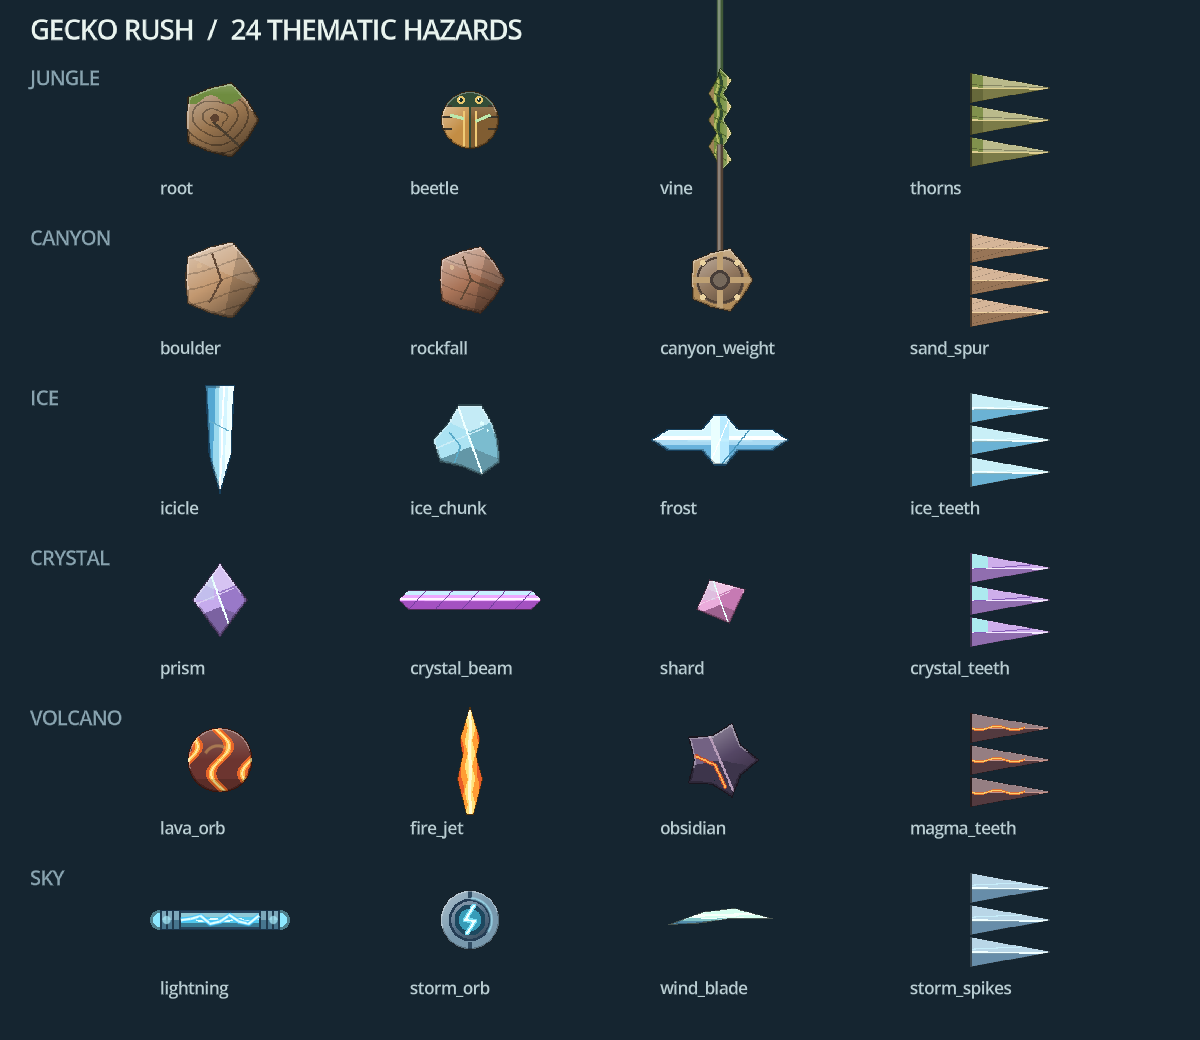 GECKO RUSH / 24 THEMATIC HAZARDS
JUNGLE
root beetle vine thorns
CANYON
boulder rockfall canyon_weight sand_spur
ICE
icicle ice_chunk frost ice_teeth
CRYSTAL
prism crystal_beam shard crystal_teeth
VOLCANO
lava_orb fire_jet obsidian magma_teeth
SKY
lightning storm_orb wind_blade storm_spikes